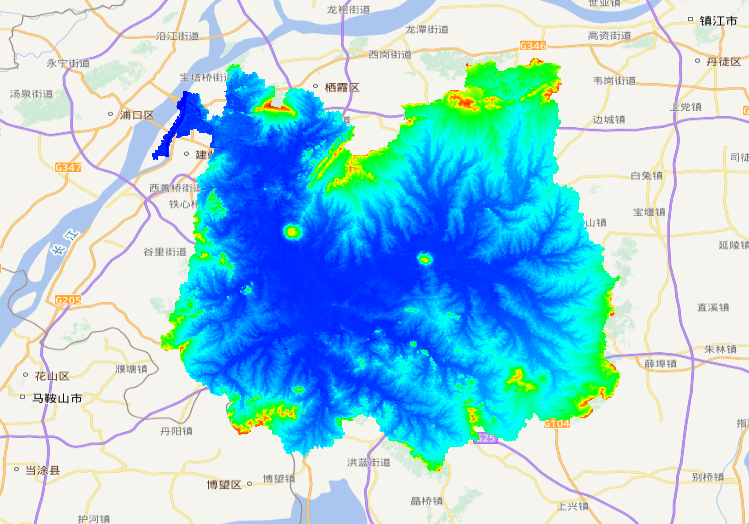 龙袍街道
世业镇
镇江市
沿江街道
龙潭街道
高资街道
G346
西岗街道
永宁街道
丹徒区
宝塔桥街道
栖霞区
韦岗街道
汤泉街道
上党镇
浦口区
边城镇
建
司徒
G347
白兔镇
西善桥街道
铁心桥
宝堰镇
山镇
长江
谷里街道
延陵镇
G205
直溪镇
朱林镇
濮塘镇
薛埠镇
花山区
马鞍山市
G104
丹阳镇
G25
洪蓝街道
当涂县
博望区
博望镇
别桥镇
晶桥镇
上兴镇
护河镇